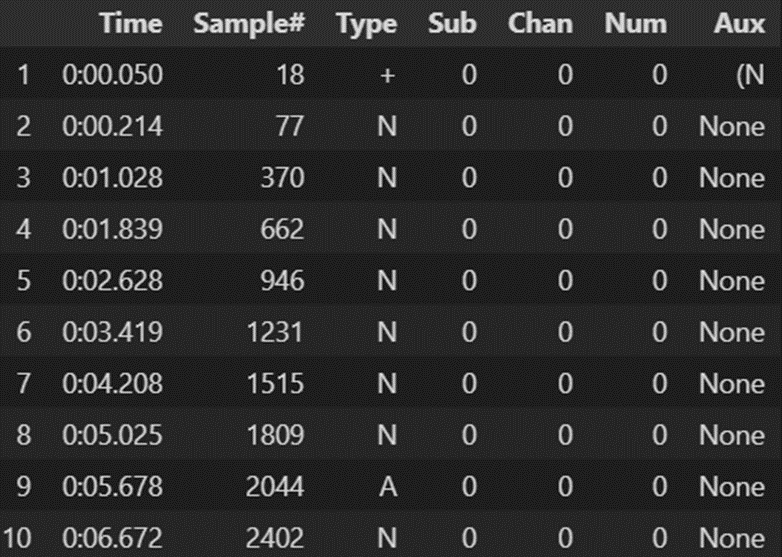 Time Sample# Type Sub Chan Num Aux
1 0:00.050 18 + 0 0 0 (N
2 0:00.214 77 N 0 0 0 None
3 0:01.028 370 N 0 0 0 None
4 0:01.839 662 N 0 0 0 None
5 0:02.628 946 N 0 0 0 None
6 0:03.419 1231 N 0 0 0 None
7 0:04.208 1515 N 0 0 0 None
8 0:05.025 1809 N 0 0 0 None
9 0:05.678 2044 A 0 0 0 None
10 0:06.672 2402 N 0 0 0 None